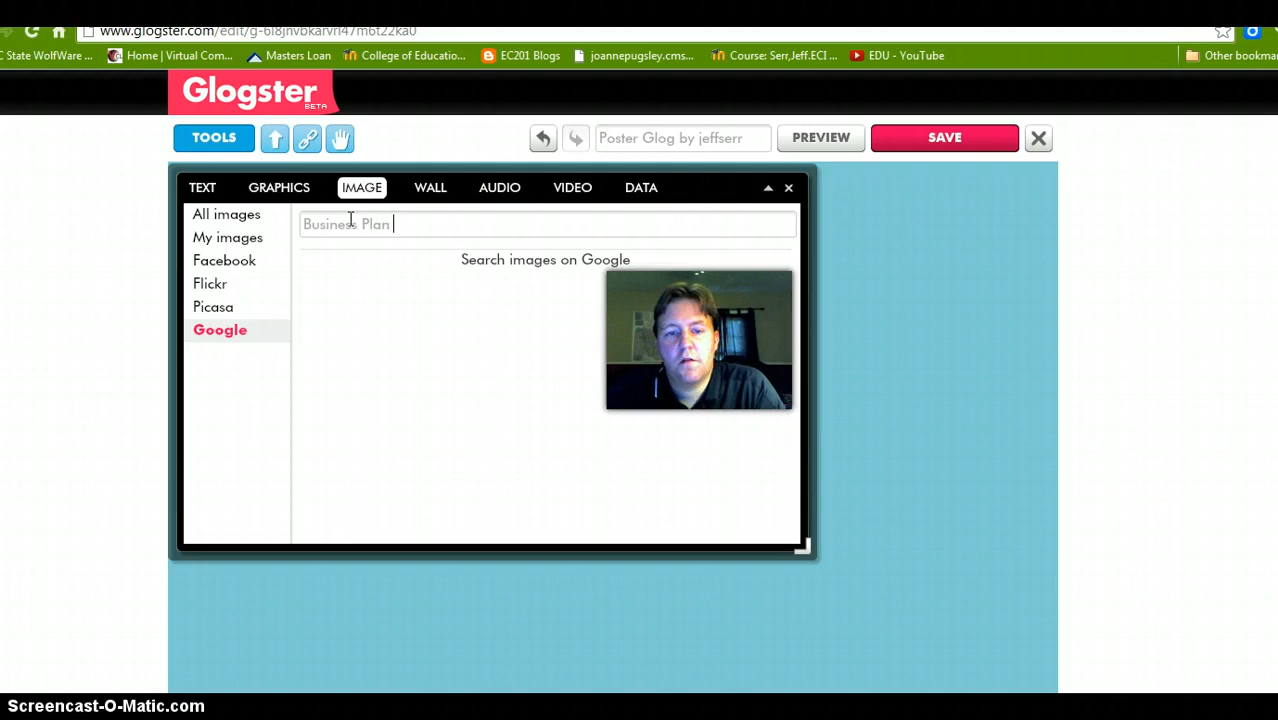 www.glogster.com/edit/g-6l8jnvbkarvrl47m6t22ka0
C State WolfWare ...
Home | Virtual Com...
Masters Loan
College of Educatio...
EC201 Blogs
joannepugsley.cms...
Course: Serr,Jeff.ECI ...
EDU - YouTube
Other bookmar
Glogster
BETA
TOOLS
Poster Glog by jeffserr
PREVIEW
SAVE
TEXT GRAPHICS IMAGE WALL AUDIO VIDEO DATA
All images
My images
Facebook
Flickr
Picasa
Google
Business Plan
Search images on Google
Screencast-O-Matic.com